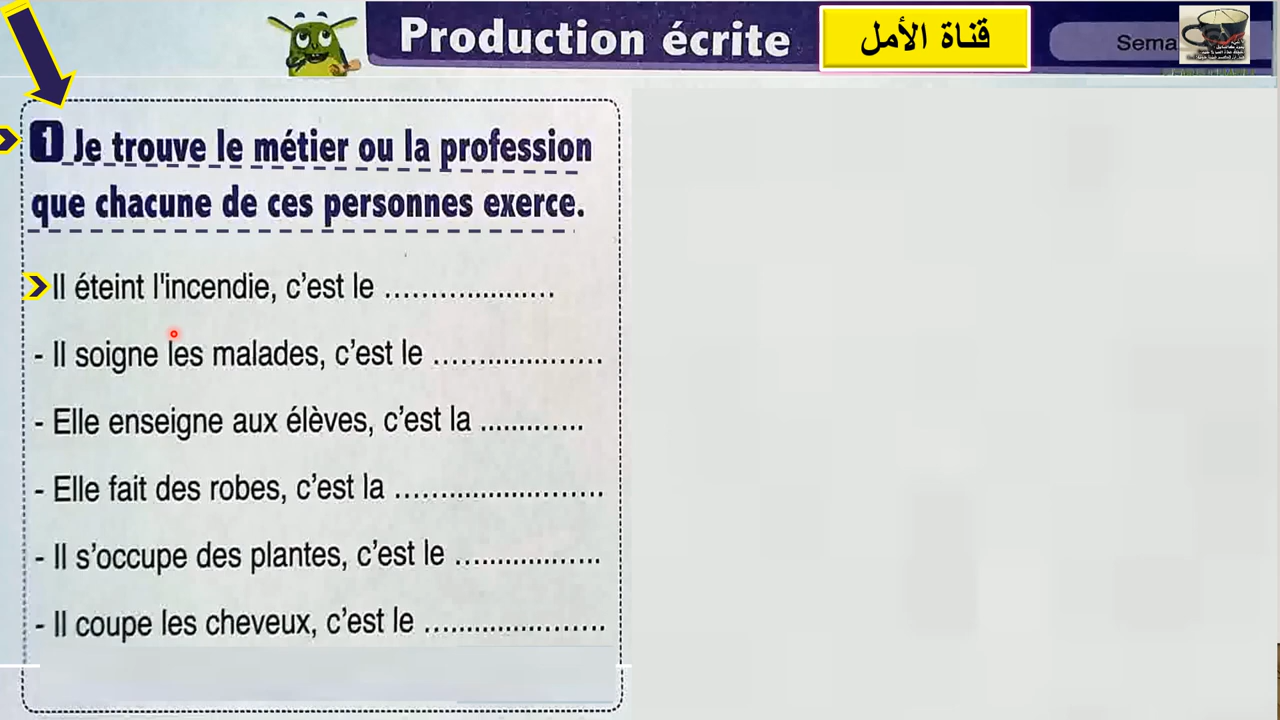 Production écrite
قناة الأمل
Sema
1 Je trouve le métier ou la profession
que chacune de ces personnes exerce.
Il éteint l'incendie, c'est le ......................
- Il soigne les malades, c'est le ......................
- Elle enseigne aux élèves, c'est la .............
- Elle fait des robes, c'est la ...........................
- Il s'occupe des plantes, c'est le ...................
- Il coupe les cheveux, c'est le .......................